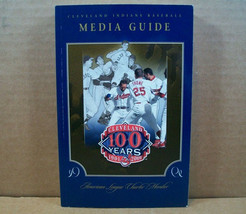 CLEVELAND INDIANS BASEBALL
MEDIA GUIDE
25
CLEVELAND
100
YEARS
American League Charter Member